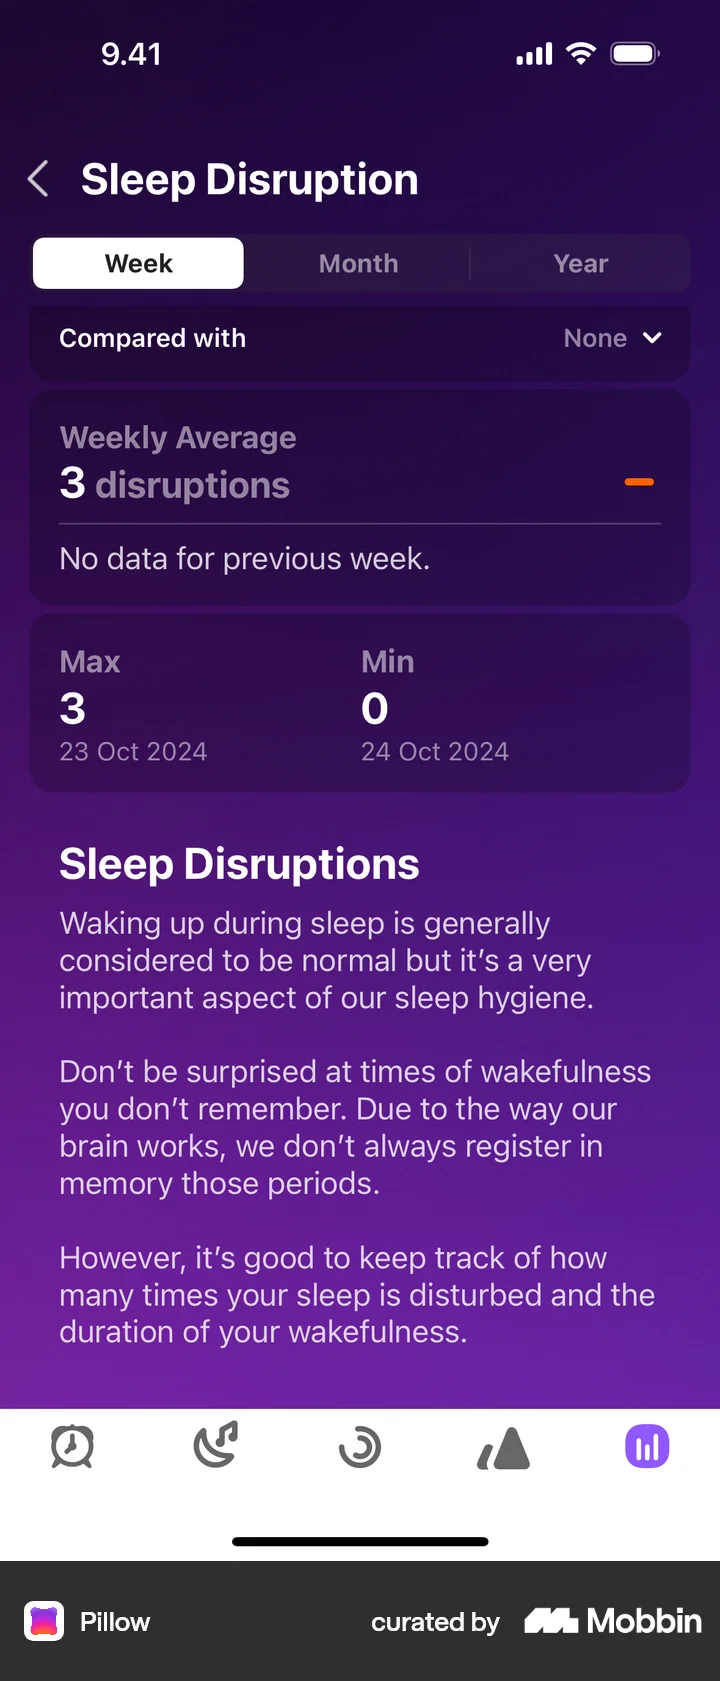 9.41
Sleep Disruption
Week Month Year
Compared with None
Weekly Average
3 disruptions
No data for previous week.
Max Min
3 0
23 Oct 2024 24 Oct 2024
Sleep Disruptions
Waking up during sleep is generally
considered to be normal but it’s a very
important aspect of our sleep hygiene.
Don’t be surprised at times of wakefulness
you don’t remember. Due to the way our
brain works, we don’t always register in
memory those periods.
However, it’s good to keep track of how
many times your sleep is disturbed and the
duration of your wakefulness.
Pillow curated by Mobbin